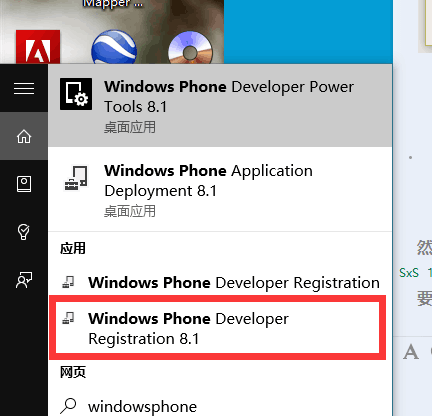 Mapper ...
Windows Phone Developer Power
Tools 8.1
桌面应用
Windows Phone Application
Deployment 8.1
桌面应用
应用
Windows Phone Developer Registration
Windows Phone Developer
Registration 8.1
网页
windowsphone
然
SxS 1
要
A